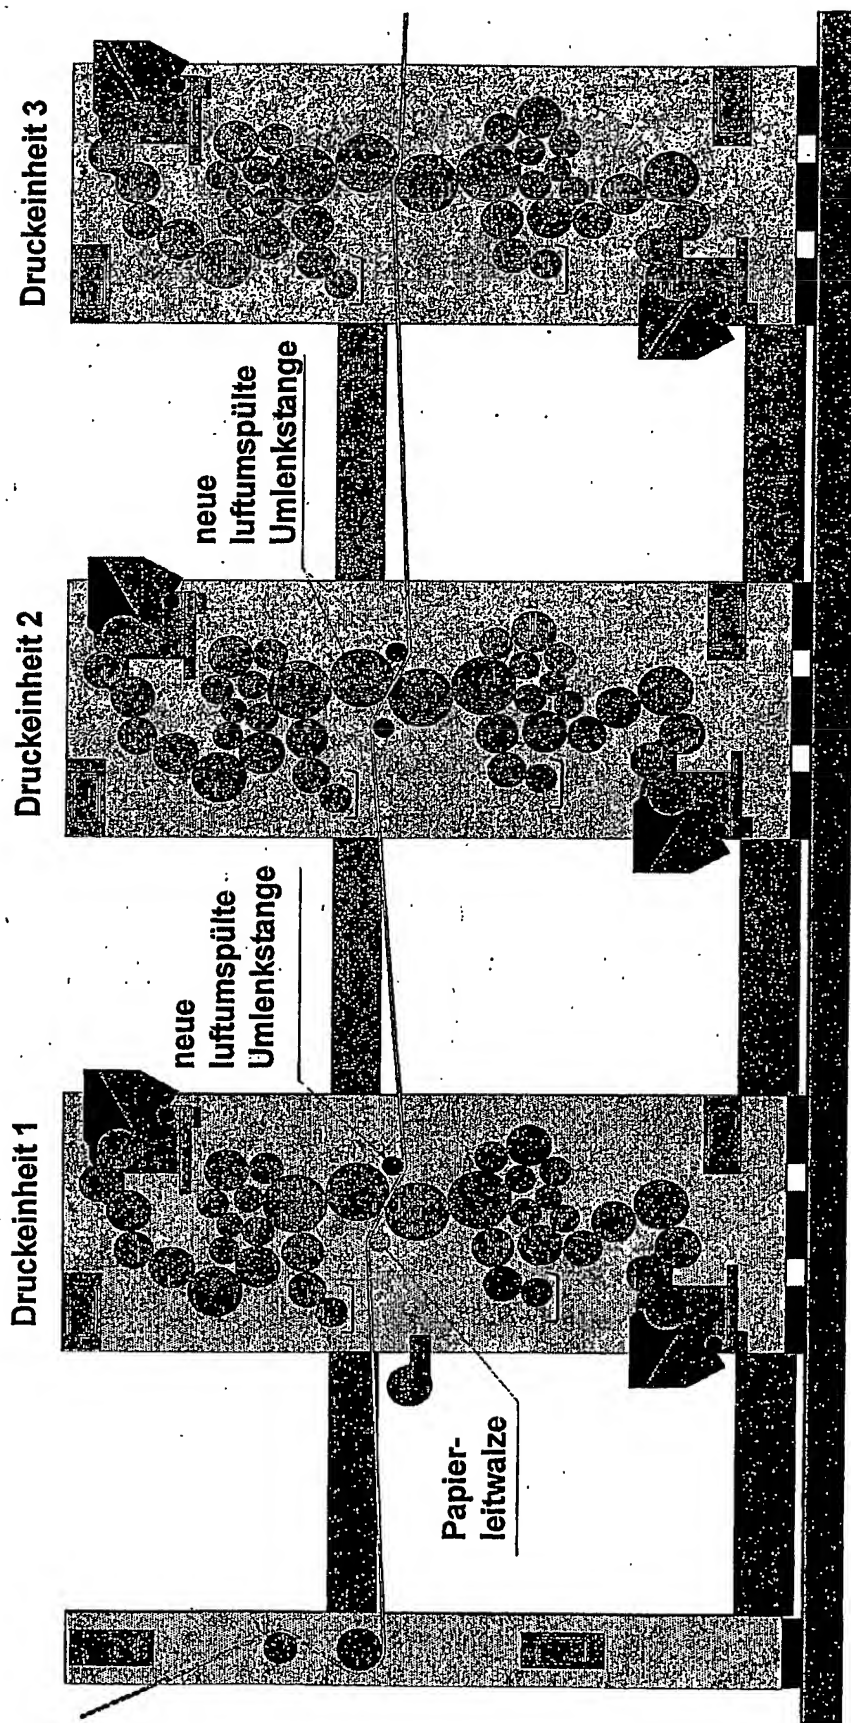 Druckeinheit 1
Druckeinheit 2
Druckeinheit 3
neue
luftumspülte
Umlenkstange
neue
luftumspülte
Umlenkstange
Papier-
leitwalze